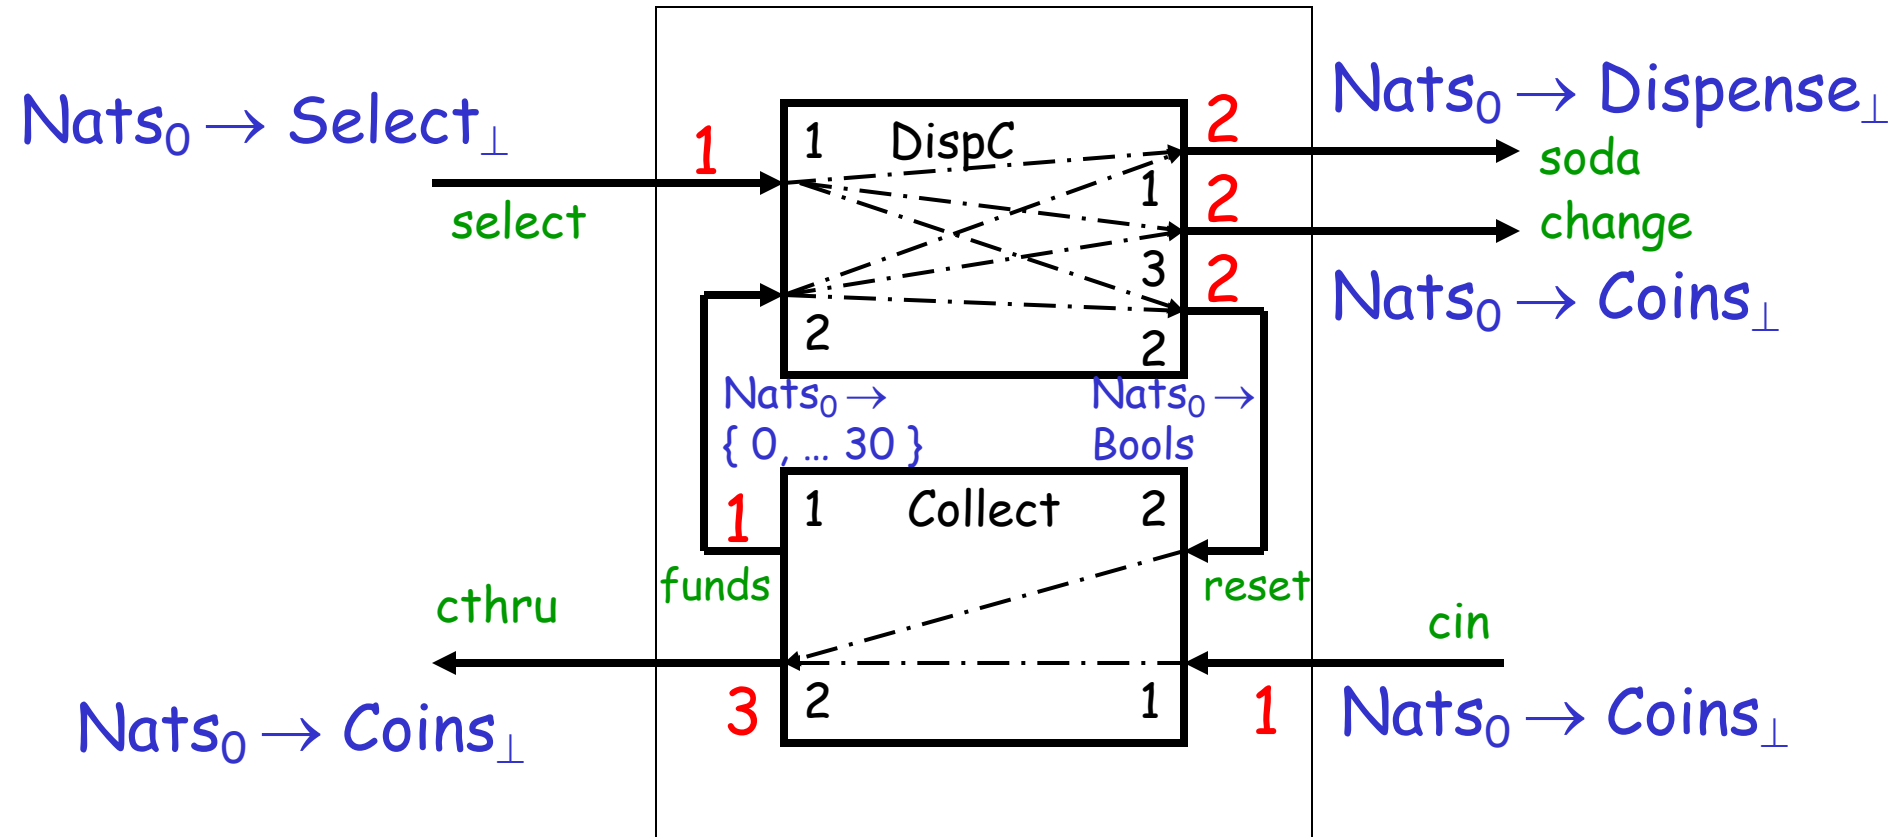 Nats₀ → Dispense⊥
Nats₀ → Select⊥
2
1
1 DispC
soda
1
2
select
change
3
2
Nats₀ → Coins⊥
2
2
Nats₀ →
{ 0, ... 30 }
Nats₀ →
Bools
1
1 Collect 2
funds
reset
cthru
cin
3
2
1
1
Nats₀ → Coins⊥
Nats₀ → Coins⊥